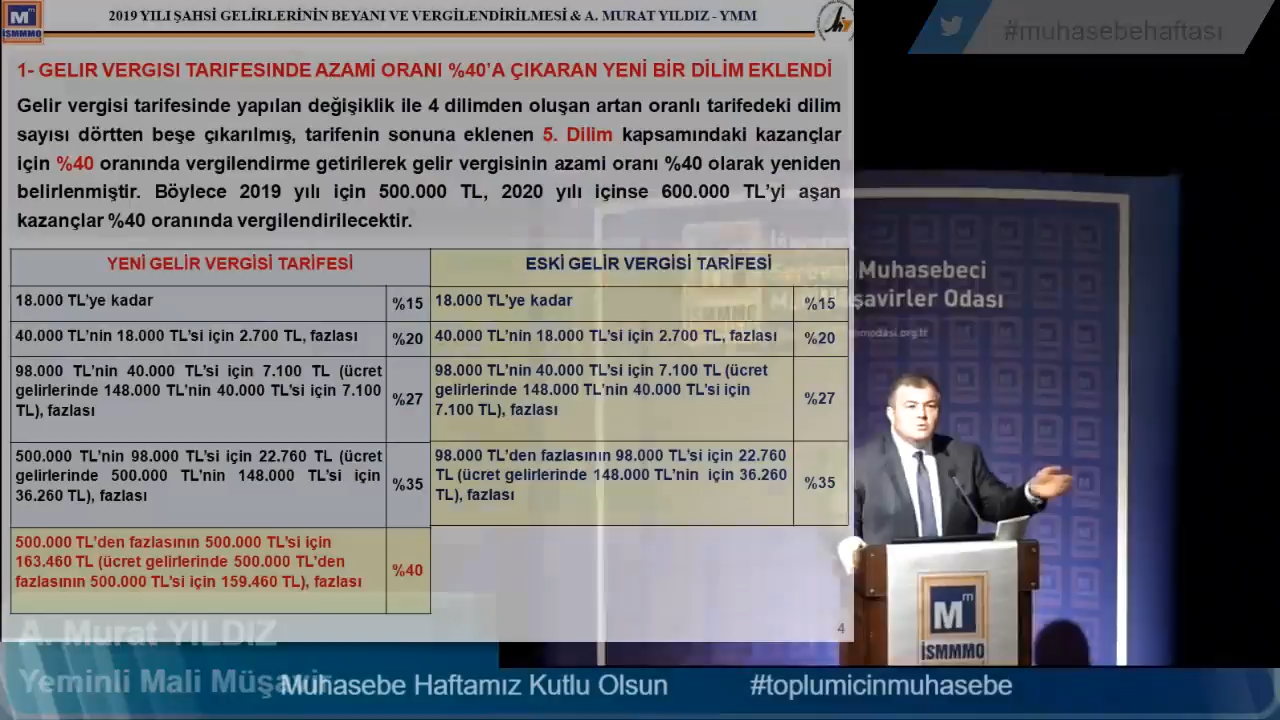 2019 YILI ŞAHSİ GELİRLERİNİN BEYANI VE VERGİLENDİRİLMESİ & A. MURAT YILDIZ - YMM
İSMMMO
#muhasebehaftası
1- GELIR VERGISI TARIFESINDE AZAMİ ORANI %40'A ÇIKARAN YENİ BİR DİLİM EKLENDİ
Gelir vergisi tarifesinde yapılan değişiklik ile 4 dilimden oluşan artan oranlı tarifedeki dilim
sayısı dörtten beşe çıkarılmış, tarifenin sonuna eklenen 5. Dilim kapsamındaki kazançlar
için %40 oranında vergilendirme getirilerek gelir vergisinin azami oranı %40 olarak yeniden
belirlenmiştir. Böylece 2019 yılı için 500.000 TL, 2020 yılı içinse 600.000 TL'yi aşan
kazançlar %40 oranında vergilendirilecektir.
YENİ GELİR VERGİSİ TARİFESİ
18.000 TL'ye kadar
%15
40.000 TL'nin 18.000 TL'si için 2.700 TL, fazlası
%20
98.000 TL'nin 40.000 TL'si için 7.100 TL (ücret
gelirlerinde 148.000 TL'nin 40.000 TL'si için 7.100
TL), fazlası
%27
500.000 TL'nin 98.000 TL'si için 22.760 TL (ücret
gelirlerinde 500.000 TL'nin 148.000 TL'si için
36.260 TL), fazlası
%35
500.000 TL'den fazlasının 500.000 TL'si için
163.460 TL (ücret gelirlerinde 500.000 TL'den
fazlasının 500.000 TL'si için 159.460 TL), fazlası
%40
ESKİ GELİR VERGİSİ TARİFESİ
18.000 TL'ye kadar
%15
40.000 TL'nin 18.000 TL'si için 2.700 TL, fazlası
%20
98.000 TL'nin 40.000 TL'si için 7.100 TL (ücret
gelirlerinde 148.000 TL'nin 40.000 TL'si için
7.100 TL), fazlası
%27
98.000 TL'den fazlasının 98.000 TL'si için 22.760
TL (ücret gelirlerinde 148.000 TL'nin için 36.260
TL), fazlası
%35
4
Muhasebeci
Müşavirler Odası
Mm
İSMMMO
A. Murat YILDIZ
Yeminli Mali Müşavir
Muhasebe Haftamız Kutlu Olsun
#toplumicinmuhasebe